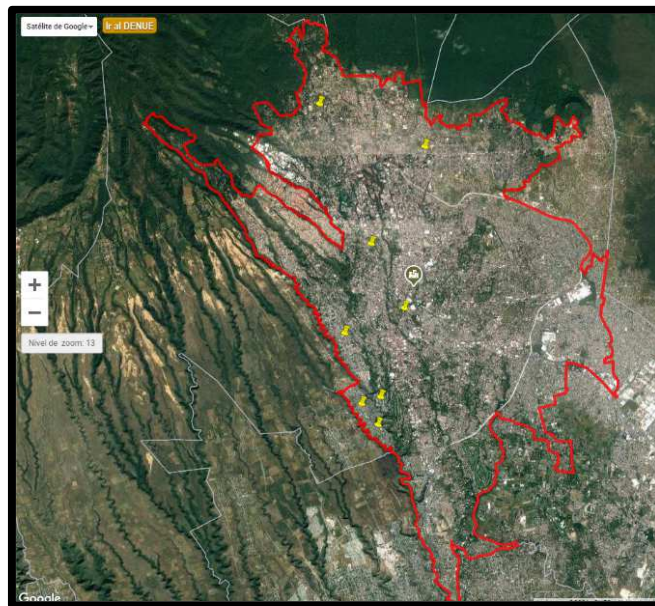 Satélite de Google
Ir al DENUE
+
−
Nivel de zoom: 13
Google